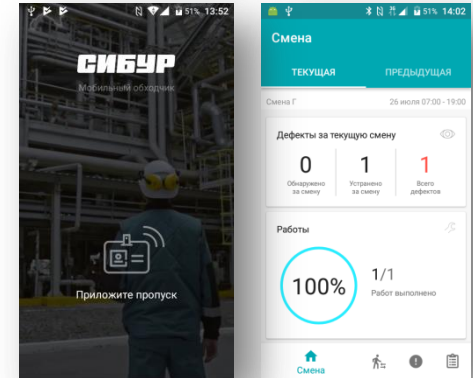 51% 13:52
СИБУР
Мобильный обходчик
Приложите пропуск
51% 14:02
Смена
ТЕКУЩАЯ ПРЕДЫДУЩАЯ
Смена Г 26 июля 07:00 - 19:00
Дефекты за текущую смену
0 1 1
Обнаружено Устранено Всего
за смену за смену дефектов
Работы
100%
1/1
Работ выполнено
Смена